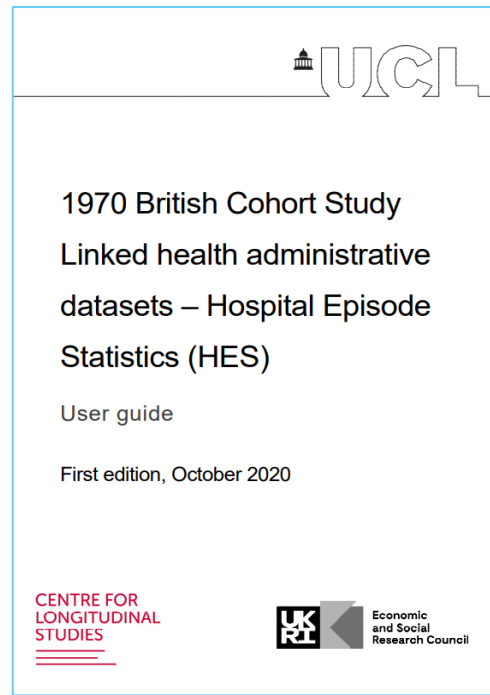 UCL
1970 British Cohort Study
Linked health administrative
datasets – Hospital Episode
Statistics (HES)
User guide
First edition, October 2020
CENTRE FOR
LONGITUDINAL
STUDIES
UK
RI
Economic
and Social
Research Council